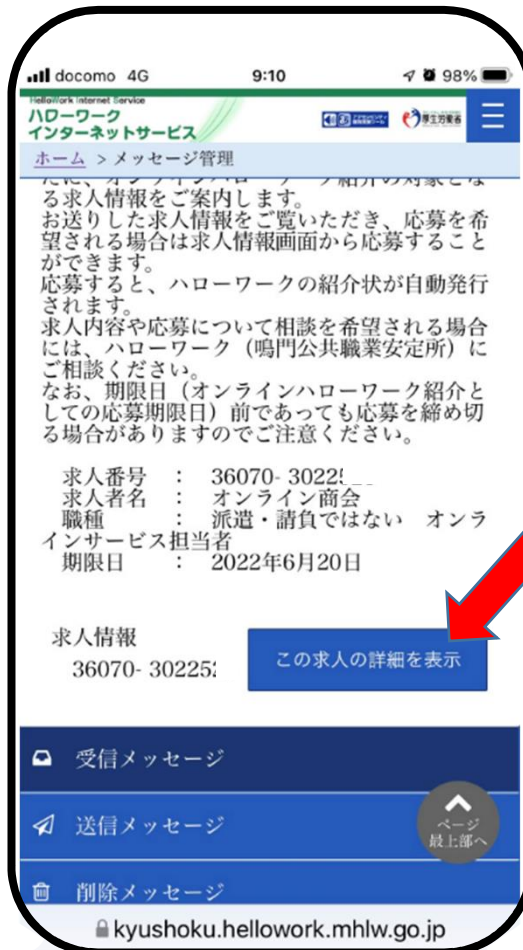 docomo 4G 9:10 98%
HelloWork Internet Service
ハローワーク
インターネットサービス
厚生労働省
ホーム > メッセージ管理
る求人情報をご案内します。
お送りした求人情報をご覧いただき、応募を希
望される場合は求人情報画面から応募すること
ができます。
応募すると、ハローワークの紹介状が自動発行
されます。
求人内容や応募について相談を希望される場合
には、ハローワーク（鳴門公共職業安定所）に
ご相談ください。
なお、期限日（オンラインハローワーク紹介と
しての応募期限日）前であっても応募を締め切
る場合がありますのでご注意ください。
求人番号 ： 36070- 3022
求人者名 ： オンライン商会
職種 ： 派遣・請負ではない オンラ
インサービス担当者
期限日 ： 2022年6月20日
求人情報
36070- 30225
この求人の詳細を表示
受信メッセージ
送信メッセージ
ページ
最上部へ
削除メッセージ
kyushoku.hellowork.mhlw.go.jp